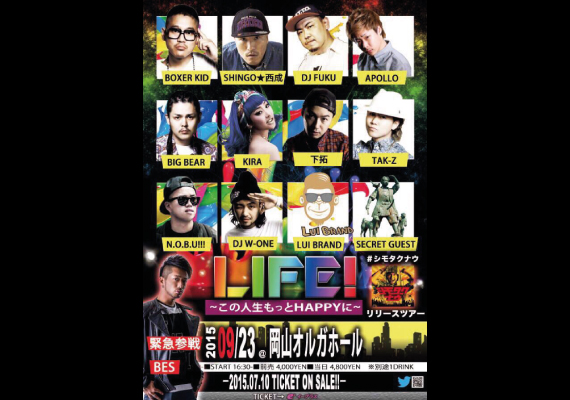 BOXER KID
SHINGO★西成
DJ FUKU
APOLLO
BIG BEAR
KIRA
下拓
TAK-Z
LUI BRAND
N.O.B.U!!!
DJ W-ONE
LUI BRAND
SECRET GUEST
LIFE!
～この人生もっとHAPPYに～
#シモタクナウ
リリースツアー
緊急参戦
BES
2015 09/23 @ 岡山オルガホール
■START 16:30- ■前売 4,000YEN ■当日 4,800YEN ※別途1DRINK
–2015.07.10 TICKET ON SALE!!–
TICKET→